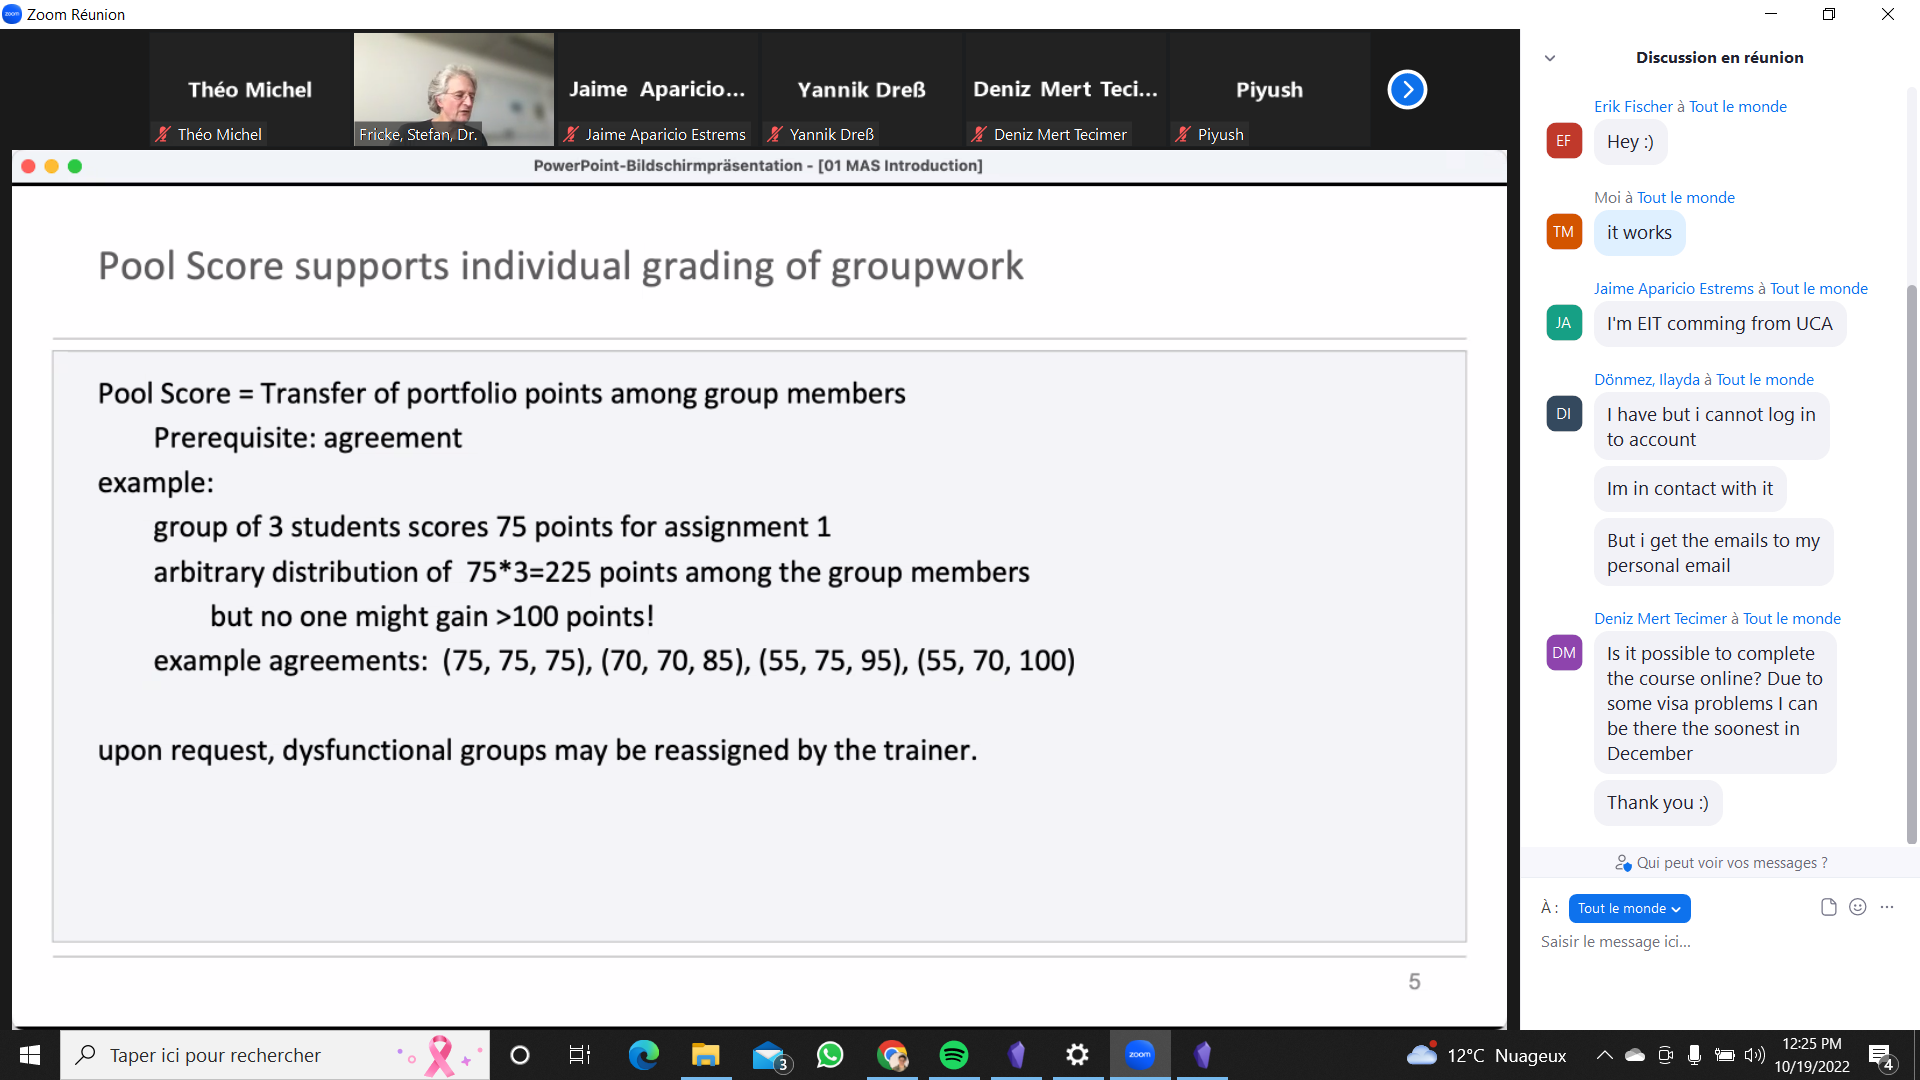 zoom Zoom Réunion
Théo Michel
Jaime Aparicio...
Yannik Dreß
Deniz Mert Teci...
Piyush
Théo Michel
Fricke, Stefan, Dr.
Jaime Aparicio Estrems
Yannik Dreß
Deniz Mert Tecimer
Piyush
PowerPoint-Bildschirmpräsentation - [01 MAS Introduction]
Pool Score supports individual grading of groupwork
Pool Score = Transfer of portfolio points among group members
Prerequisite: agreement
example:
group of 3 students scores 75 points for assignment 1
arbitrary distribution of 75*3=225 points among the group members
but no one might gain >100 points!
example agreements: (75, 75, 75), (70, 70, 85), (55, 75, 95), (55, 70, 100)
upon request, dysfunctional groups may be reassigned by the trainer.
5
Discussion en réunion
Erik Fischer à Tout le monde
EF
Hey :)
Moi à Tout le monde
TM
it works
Jaime Aparicio Estrems à Tout le monde
JA
I'm EIT comming from UCA
Dönmez, Ilayda à Tout le monde
DI
I have but i cannot log in
to account
Im in contact with it
But i get the emails to my
personal email
Deniz Mert Tecimer à Tout le monde
DM
Is it possible to complete
the course online? Due to
some visa problems I can
be there the soonest in
December
Thank you :)
Qui peut voir vos messages ?
À : Tout le monde
Saisir le message ici...
Taper ici pour rechercher
3
zoom
12°C Nuageux
12:25 PM
10/19/2022
4